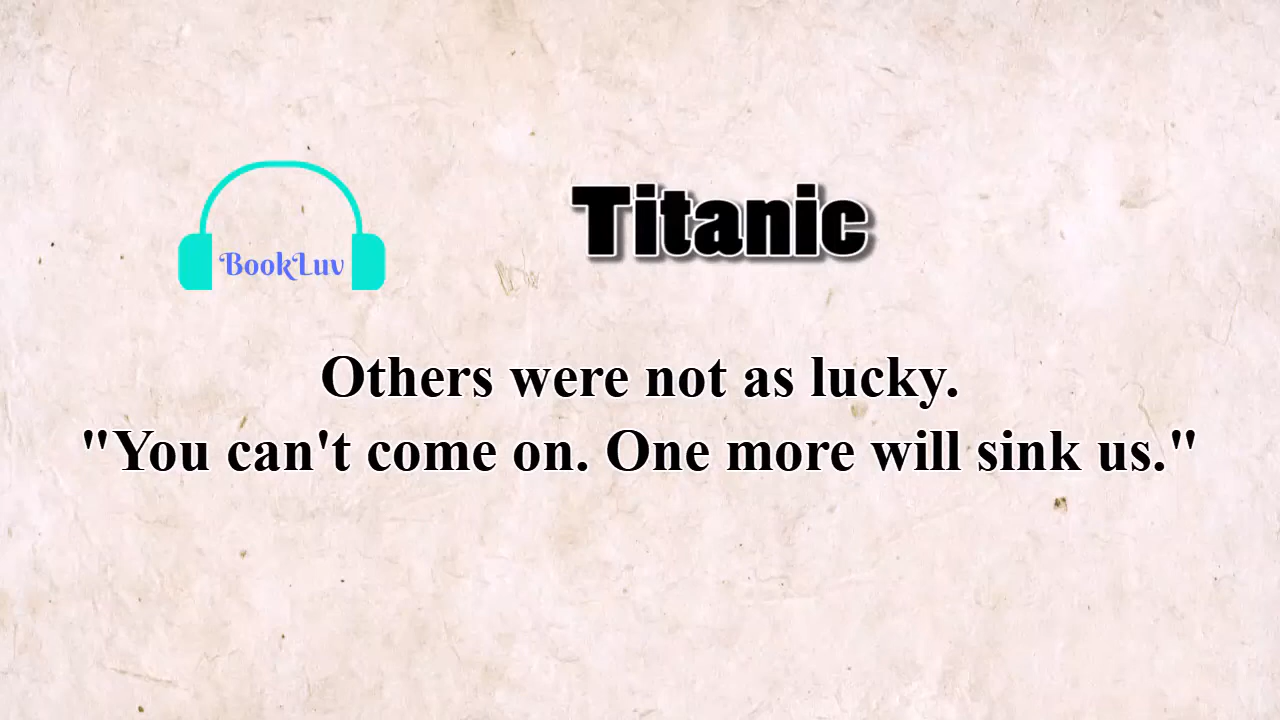 BookLuv
Titanic
Others were not as lucky.
"You can't come on. One more will sink us."